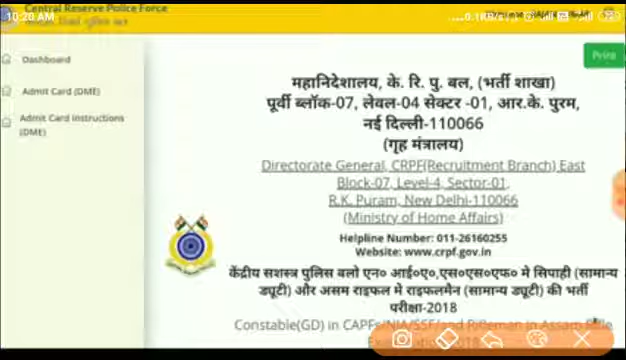 Central Reserve Police Force
10:20 AM
Print
Dashboard
Admit Card (DME)
Admit Card Instructions
(DME)
महानिदेशालय, के. रि. पु. बल, (भर्ती शाखा)
पूर्वी ब्लॉक-07, लेवल-04 सेक्टर -01, आर.के. पुरम,
नई दिल्ली-110066
(गृह मंत्रालय)
Directorate General, CRPF(Recruitment Branch) East
Block-07, Level-4, Sector-01,
R.K. Puram, New Delhi-110066
(Ministry of Home Affairs)
Helpline Number: 011-26160255
Website: www.crpf.gov.in
केंद्रीय सशस्त्र पुलिस बलो एन० आई०ए०,एस०एस०एफ० मे सिपाही (सामान्य
ड्यूटी) और असम राइफल मे राइफलमैन (सामान्य ड्यूटी) की भर्ती
परीक्षा-2018
Constable(GD) in CAPFs/NIA/SSF/and Rifleman in Assam Rifle